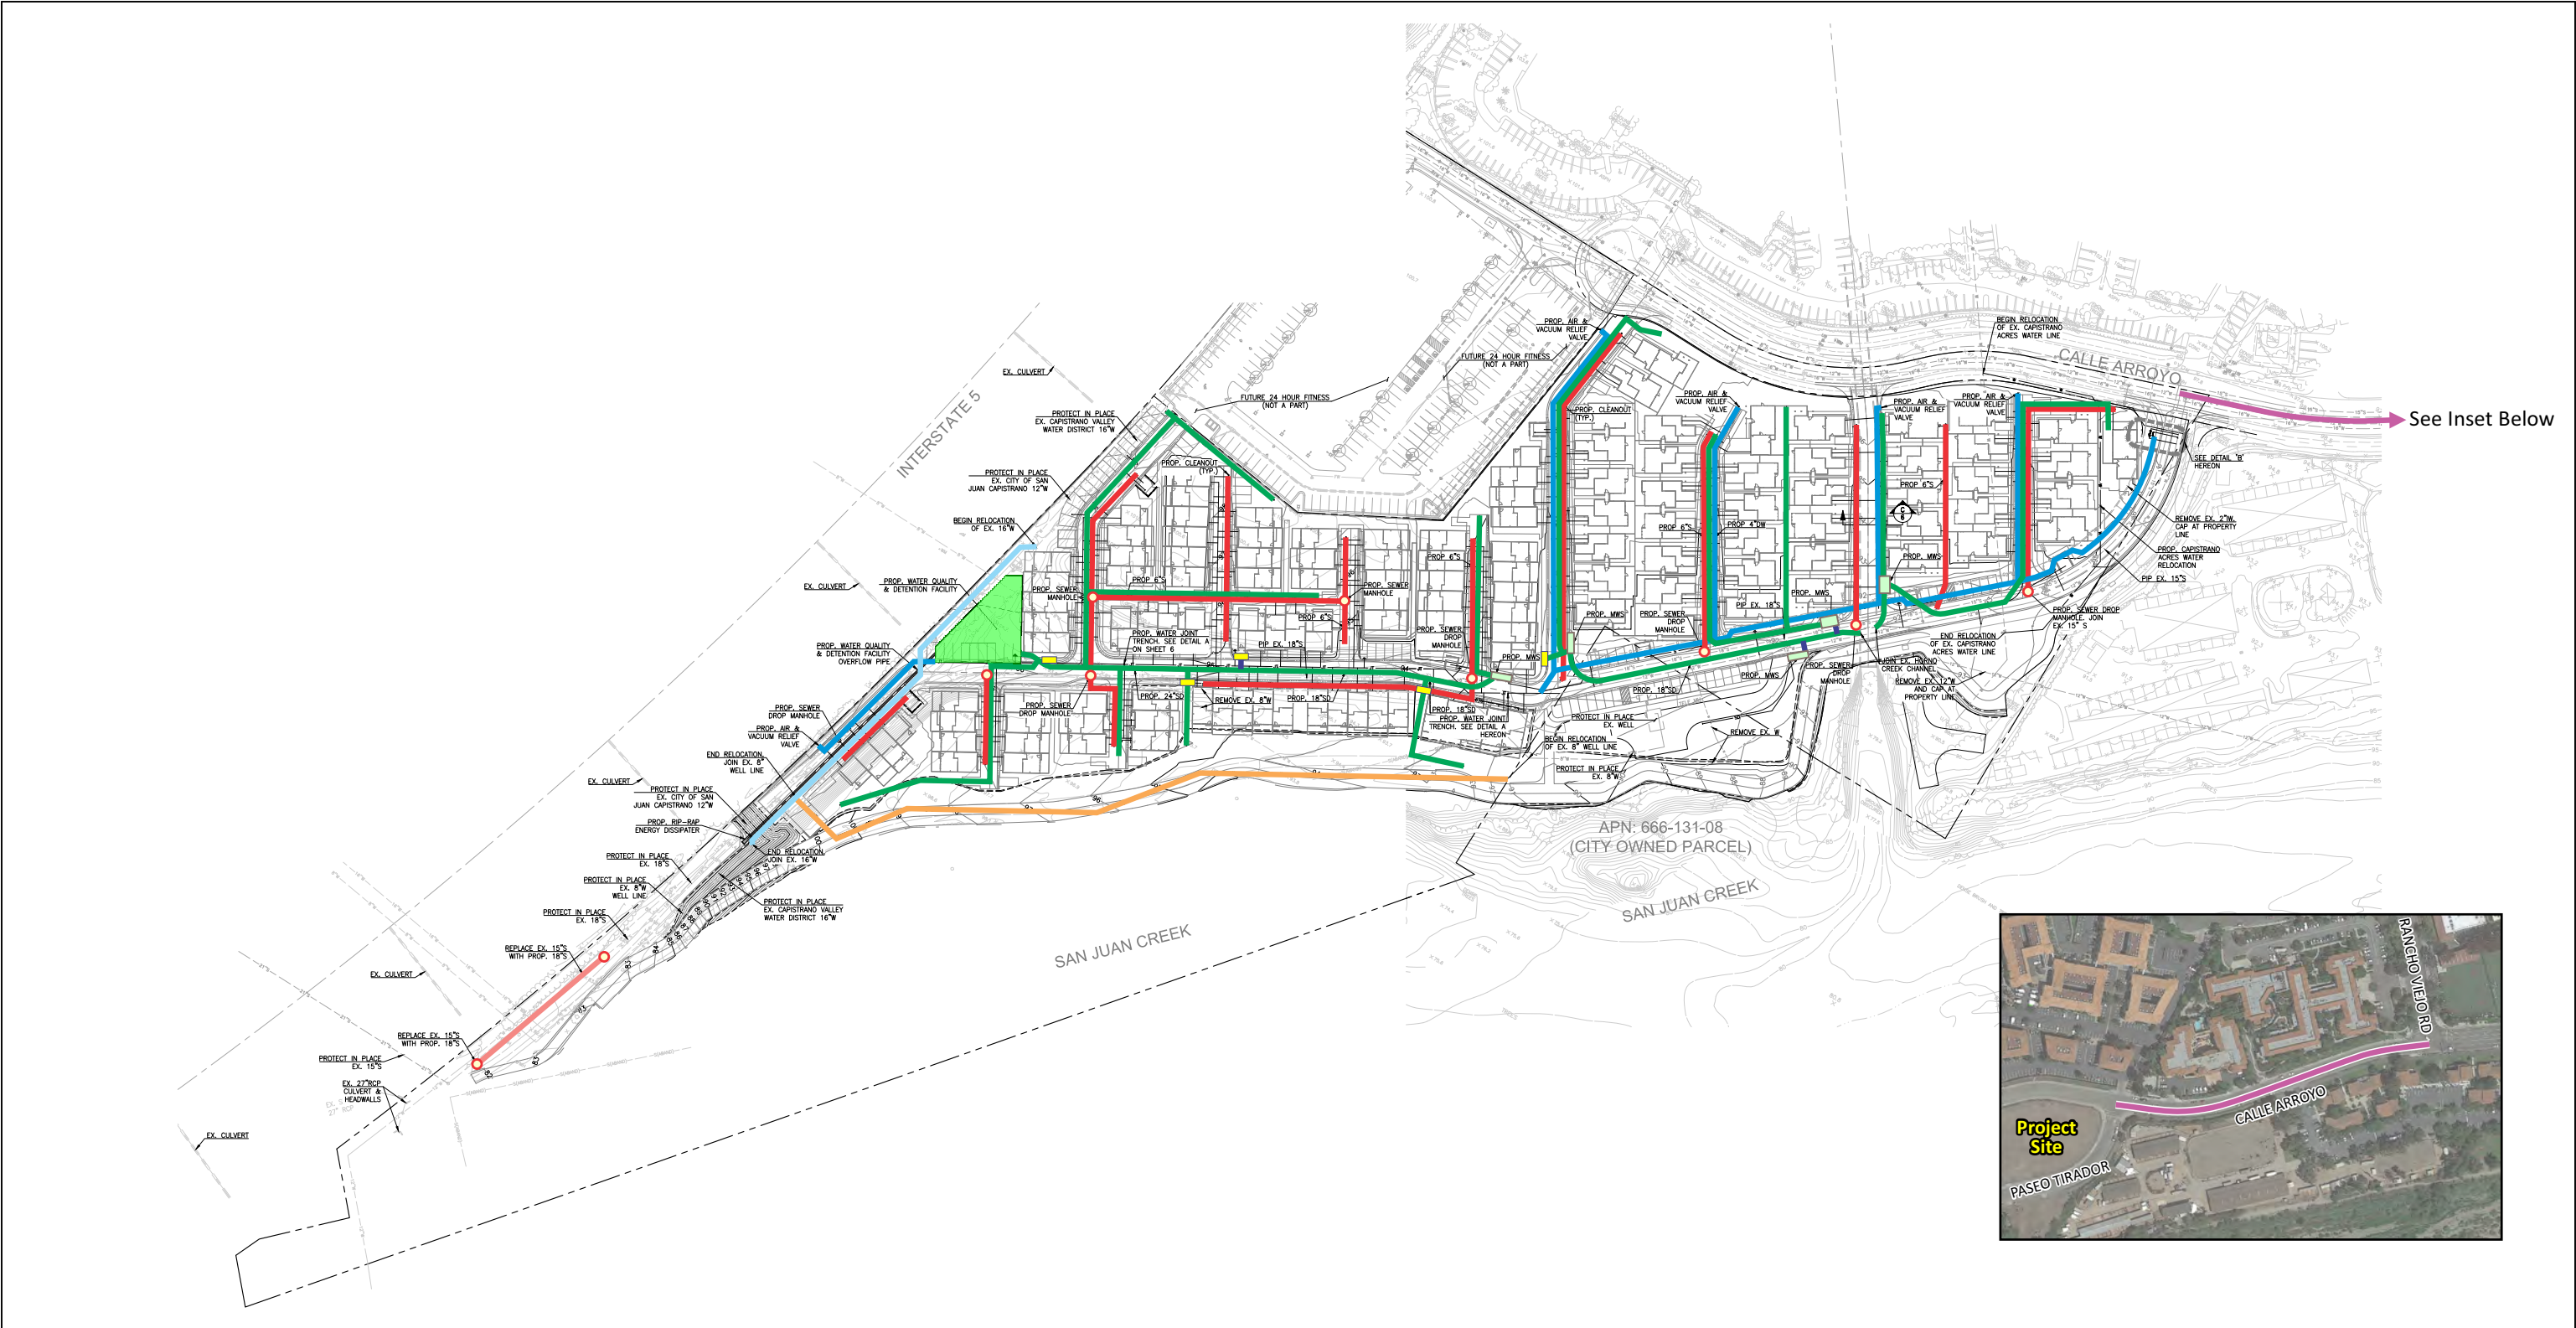 INTERSTATE 5
EX. CULVERT
PROTECT IN PLACE
EX. CAPISTRANO VALLEY
WATER DISTRICT 16"W
PROTECT IN PLACE
EX. CITY OF SAN
JUAN CAPISTRANO 12"W
BEGIN RELOCATION
OF EX. 16"W
EX. CULVERT
PROP. WATER QUALITY
& DETENTION FACILITY
PROP. WATER QUALITY
& DETENTION FACILITY
OVERFLOW PIPE
PROP. SEWER
DROP MANHOLE
PROP. AIR &
VACUUM RELIEF
VALVE
END RELOCATION,
JOIN EX. 8"
WELL LINE
EX. CULVERT
PROTECT IN PLACE
EX. CITY OF SAN
JUAN CAPISTRANO 12"W
PROP. RIP-RAP
ENERGY DISSIPATER
PROTECT IN PLACE
EX. 18"S
PROTECT IN PLACE
EX. 8"W
WELL LINE
PROTECT IN PLACE
EX. 18"S
REPLACE EX. 15"S
WITH PROP. 18"S
EX. CULVERT
REPLACE EX. 15"S
WITH PROP. 18"S
PROTECT IN PLACE
EX. 15"S
EX. 27"RCP
CULVERT &
HEADWALLS
27" RCP
EX. CULVERT
END RELOCATION,
JOIN EX. 16"W
PROTECT IN PLACE
EX. CAPISTRANO VALLEY
WATER DISTRICT 16"W
SAN JUAN CREEK
FUTURE 24 HOUR FITNESS
(NOT A PART)
FUTURE 24 HOUR FITNESS
(NOT A PART)
PROP. CLEANOUT
(TYP.)
PROP. SEWER
MANHOLE
PROP 6"S
PROP. SEWER
MANHOLE
PROP 6"S
PROP. WATER JOINT
TRENCH. SEE DETAIL A
ON SHEET 6
PIP EX. 18"S
PROP. SEWER
DROP MANHOLE
PROP. 24"SD
REMOVE EX. 8"W
PROP. 18"SD
PROP 6"S
PROP. SEWER
DROP
MANHOLE
PROP. 18"SD
PROP. WATER JOINT
TRENCH. SEE DETAIL A
HEREON
PROP. AIR &
VACUUM RELIEF
VALVE
PROP. CLEANOUT
(TYP.)
PROP. MWS
PROP. MWS
PROP. SEWER
DROP
MANHOLE
PROP 6"S
PROP 4"DW
PROP. AIR &
VACUUM RELIEF
VALVE
PIP EX. 18"S
PROP. MWS
PROP. 18"SD
PROP. MWS
PROP. SEWER
DROP
MANHOLE
PROTECT IN PLACE
EX. WELL
BEGIN RELOCATION
OF EX. 8" WELL LINE
PROTECT IN PLACE
EX. 8"W
REMOVE EX. W
BEGIN RELOCATION
OF EX. CAPISTRANO
ACRES WATER LINE
CALLE ARROYO
See Inset Below
PROP. AIR &
VACUUM RELIEF
VALVE
PROP. AIR &
VACUUM RELIEF
VALVE
PROP 6"S
C
6
PROP. MWS
SEE DETAIL 'B'
HEREON
REMOVE EX. 2"W,
CAP AT PROPERTY
LINE
PROP. CAPISTRANO
ACRES WATER
RELOCATION
PIP EX. 15"S
PROP. SEWER DROP
MANHOLE. JOIN
EX. 15" S
END RELOCATION
OF EX. CAPISTRANO
ACRES WATER LINE
JOIN EX. HORNO
CREEK CHANNEL
REMOVE EX. 12"W
AND CAP AT
PROPERTY LINE
APN: 666-131-08
(CITY OWNED PARCEL)
SAN JUAN CREEK
RANCHO VIEJO RD
CALLE ARROYO
Project
Site
PASEO TIRADOR